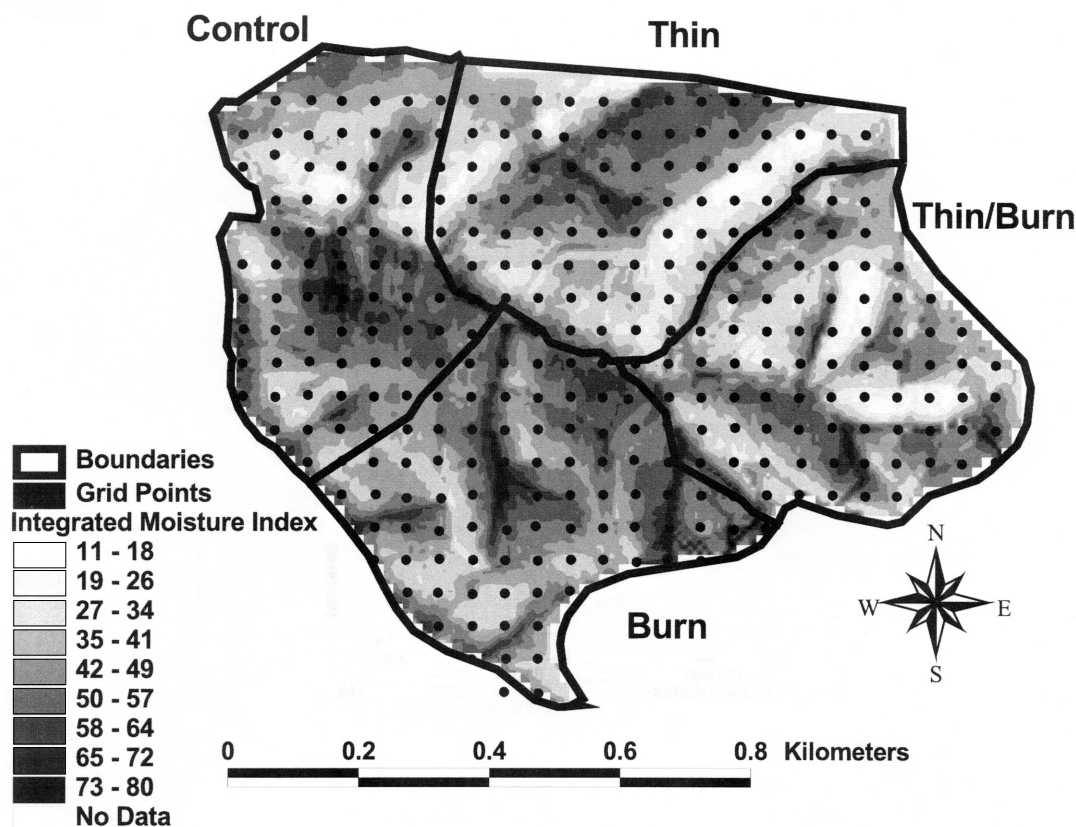 Control
Thin
Thin/Burn
Burn
Boundaries
Grid Points
Integrated Moisture Index
11 - 18
19 - 26
27 - 34
35 - 41
42 - 49
50 - 57
58 - 64
65 - 72
73 - 80
No Data
N
W
E
S
0 0.2 0.4 0.6 0.8 Kilometers